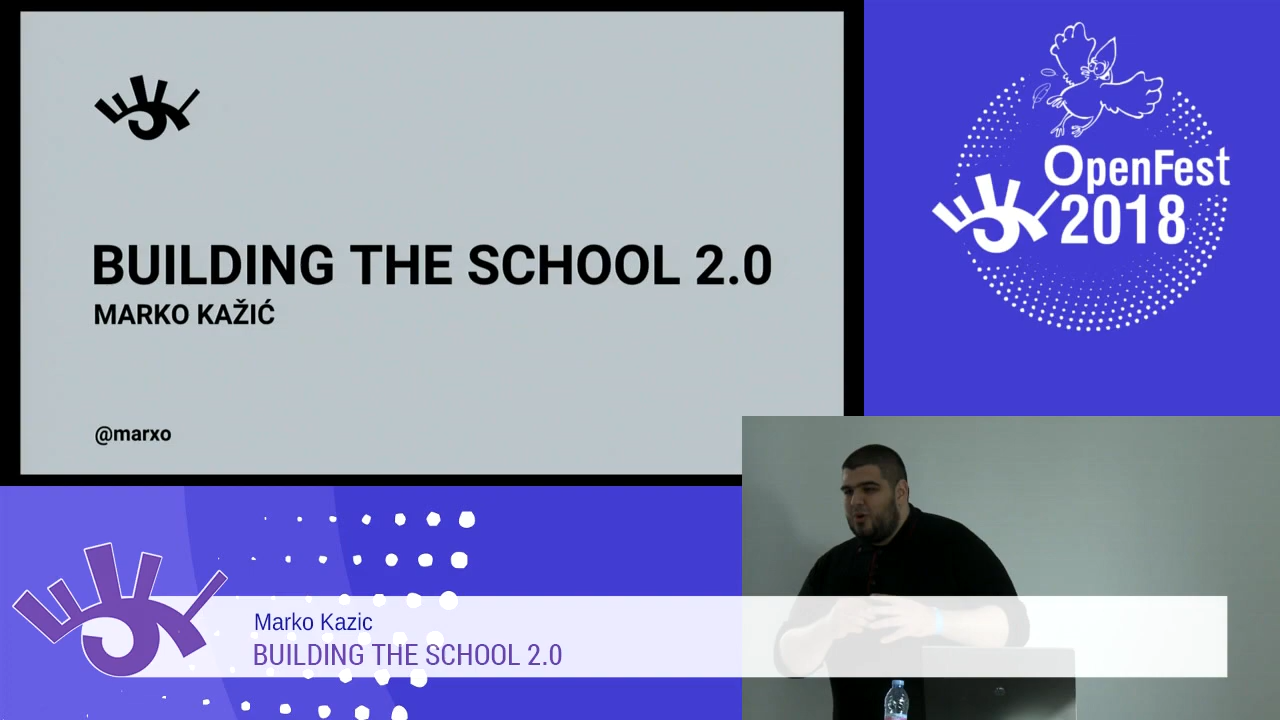 BUILDING THE SCHOOL 2.0
MARKO KAŽIĆ
@marxo
OpenFest
2018
Marko Kazic
BUILDING THE SCHOOL 2.0